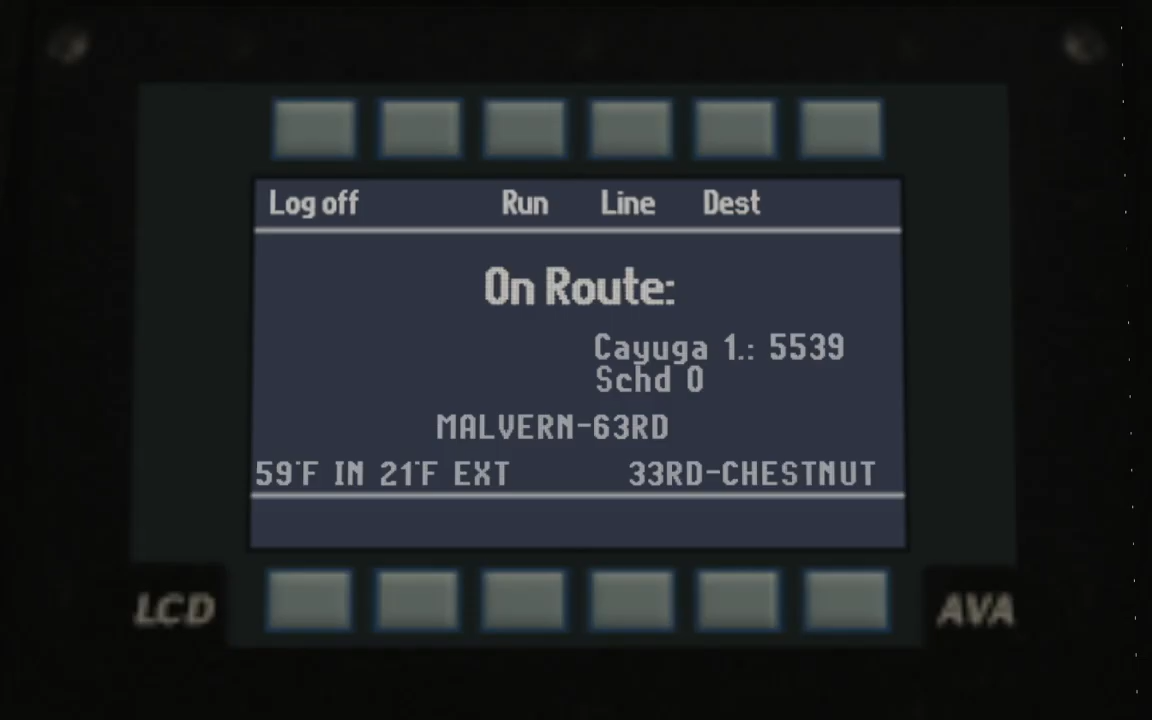 Log off Run Line Dest
On Route:
Cayuga 1.: 5539
Schd 0
MALVERN-63RD
59°F IN 21°F EXT 33RD-CHESTNUT
LCD AVA